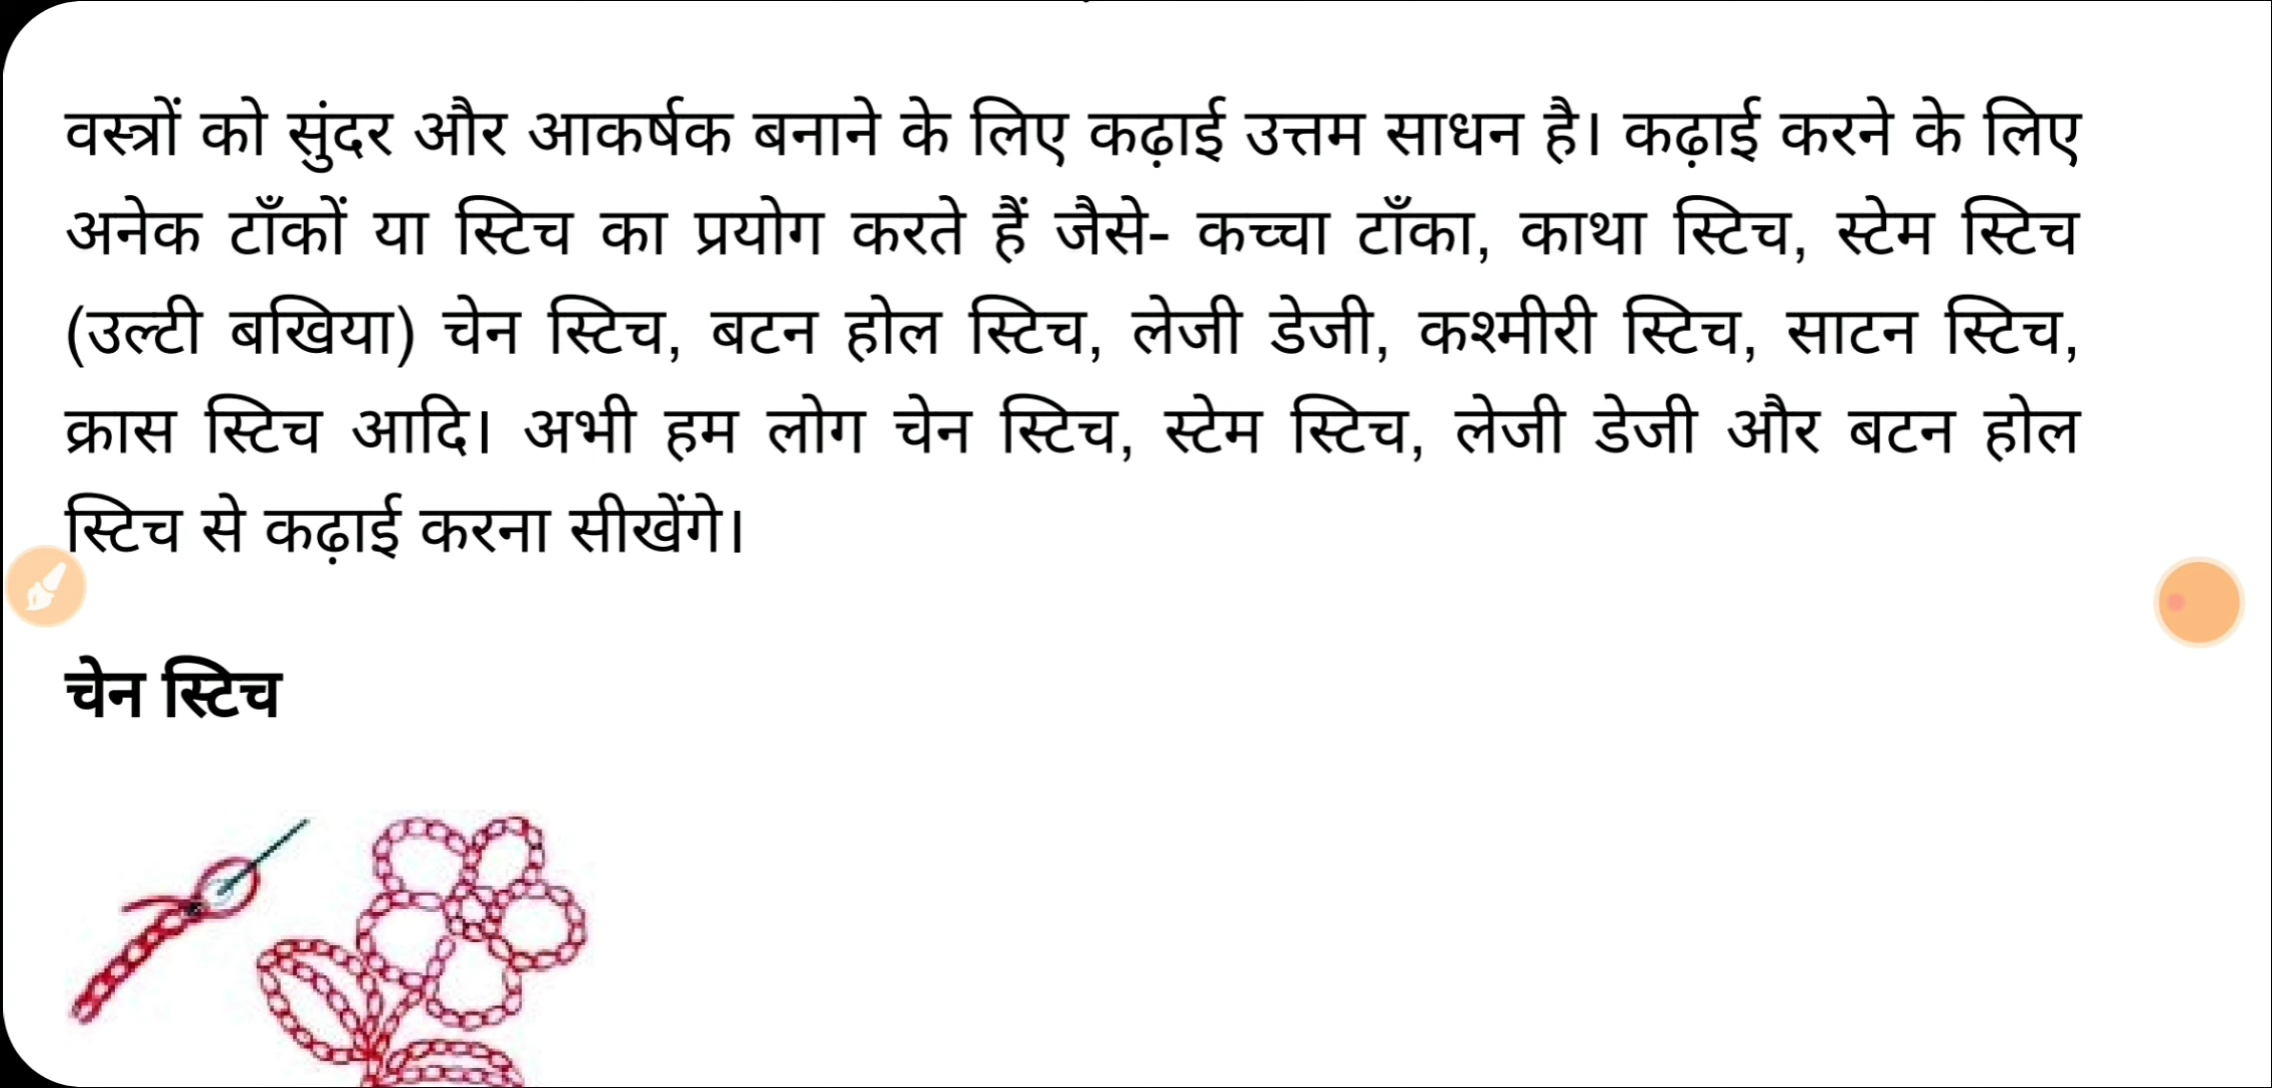 वस्त्रों को सुंदर और आकर्षक बनाने के लिए कढ़ाई उत्तम साधन है। कढ़ाई करने के लिए
अनेक टाँकों या स्टिच का प्रयोग करते हैं जैसे- कच्चा टाँका, काथा स्टिच, स्टेम स्टिच
(उल्टी बखिया) चेन स्टिच, बटन होल स्टिच, लेजी डेजी, कश्मीरी स्टिच, साटन स्टिच,
क्रास स्टिच आदि। अभी हम लोग चेन स्टिच, स्टेम स्टिच, लेजी डेजी और बटन होल
स्टिच से कढ़ाई करना सीखेंगे।
चेन स्टिच